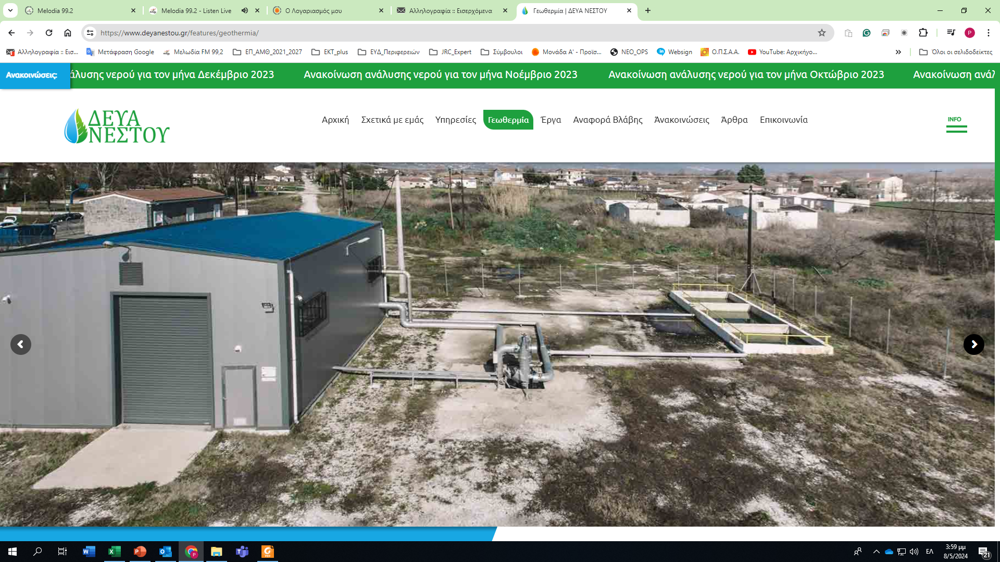 Melodia 99.2
Melodia 99.2 - Listen Live
Ο Λογαριασμός μου
Αλληλογραφία :: Εισερχόμενα
Γεωθερμία | ΔΕΥΑ ΝΕΣΤΟΥ
https://www.deyanestou.gr/features/geothermia/
P
Αλληλογραφία :: Εισ...
Μετάφραση Google
Μελωδία FM 99,2
ΕΠ_ΑΜΘ_2021_2027
EKT_plus
ΕΥΔ_Περιφερειών
JRC_Expert
Σύμβουλοι
Μονάδα Α' - Προϊσ...
NEO_OPS
Websign
Ο.Π.Σ.Α.Α.
YouTube: Αρχικήγο...
»
Όλοι οι σελιδοδείκτες
Ανακοινώσεις:
άλυσης νερού για τον μήνα Δεκέμβριο 2023
Ανακοίνωση ανάλυσης νερού για τον μήνα Νοέμβριο 2023
Ανακοίνωση ανάλυσης νερού για τον μήνα Οκτώβριο 2023
Ανακοίνωση ανάλ
ΔΕΥΑ
ΝΕΣΤΟΥ
Αρχική
Σχετικά με εμάς
Υπηρεσίες
Γεωθερμία
Έργα
Αναφορά Βλάβης
Άνακοινώσεις
Άρθρα
Επικοινωνία
INFO
ΕΛ
3:59 μμ
8/5/2024
21